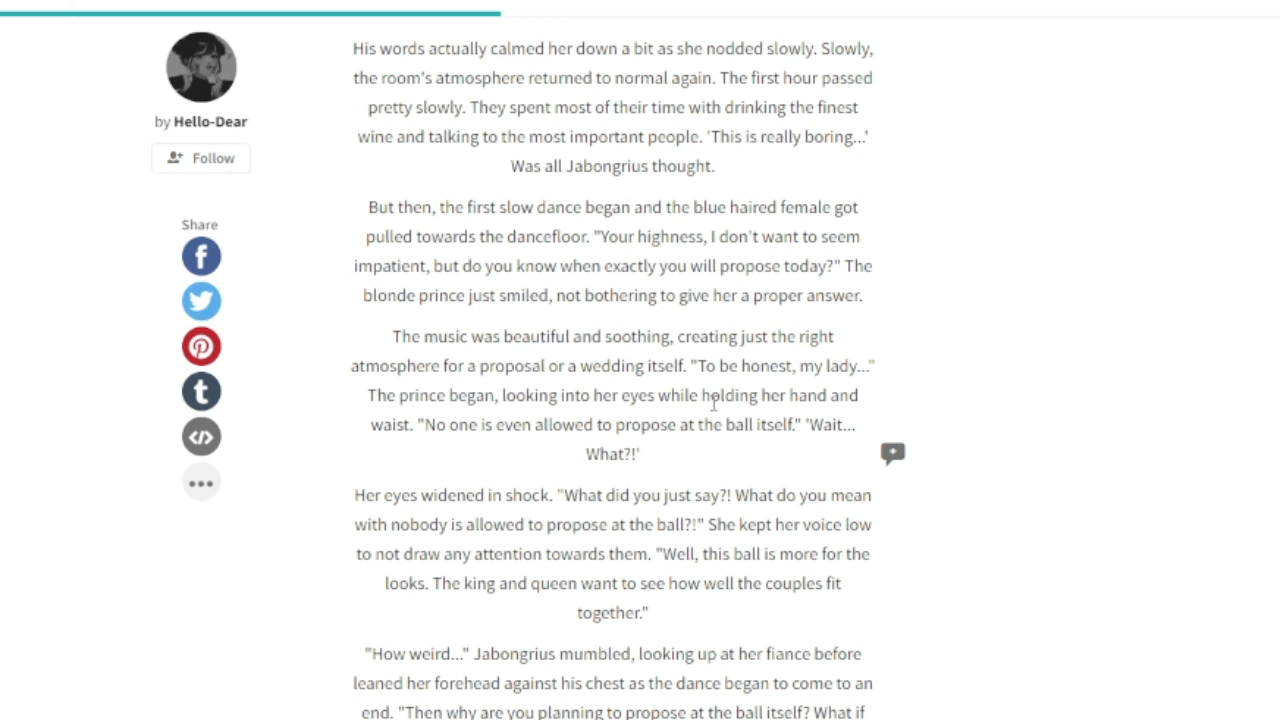 His words actually calmed her down a bit as she nodded slowly. Slowly,
the room's atmosphere returned to normal again. The first hour passed
pretty slowly. They spent most of their time with drinking the finest
wine and talking to the most important people. 'This is really boring...'
Was all Jabongrius thought.
by Hello-Dear
Follow
Share
But then, the first slow dance began and the blue haired female got
pulled towards the dancefloor. "Your highness, I don't want to seem
impatient, but do you know when exactly you will propose today?" The
blonde prince just smiled, not bothering to give her a proper answer.
The music was beautiful and soothing, creating just the right
atmosphere for a proposal or a wedding itself. "To be honest, my lady..."
The prince began, looking into her eyes while holding her hand and
waist. "No one is even allowed to propose at the ball itself." 'Wait...
What?!'
Her eyes widened in shock. "What did you just say?! What do you mean
with nobody is allowed to propose at the ball?!" She kept her voice low
to not draw any attention towards them. "Well, this ball is more for the
looks. The king and queen want to see how well the couples fit
together."
"How weird..." Jabongrius mumbled, looking up at her fiance before
leaned her forehead against his chest as the dance began to come to an
end. "Then why are you planning to propose at the ball itself? What if